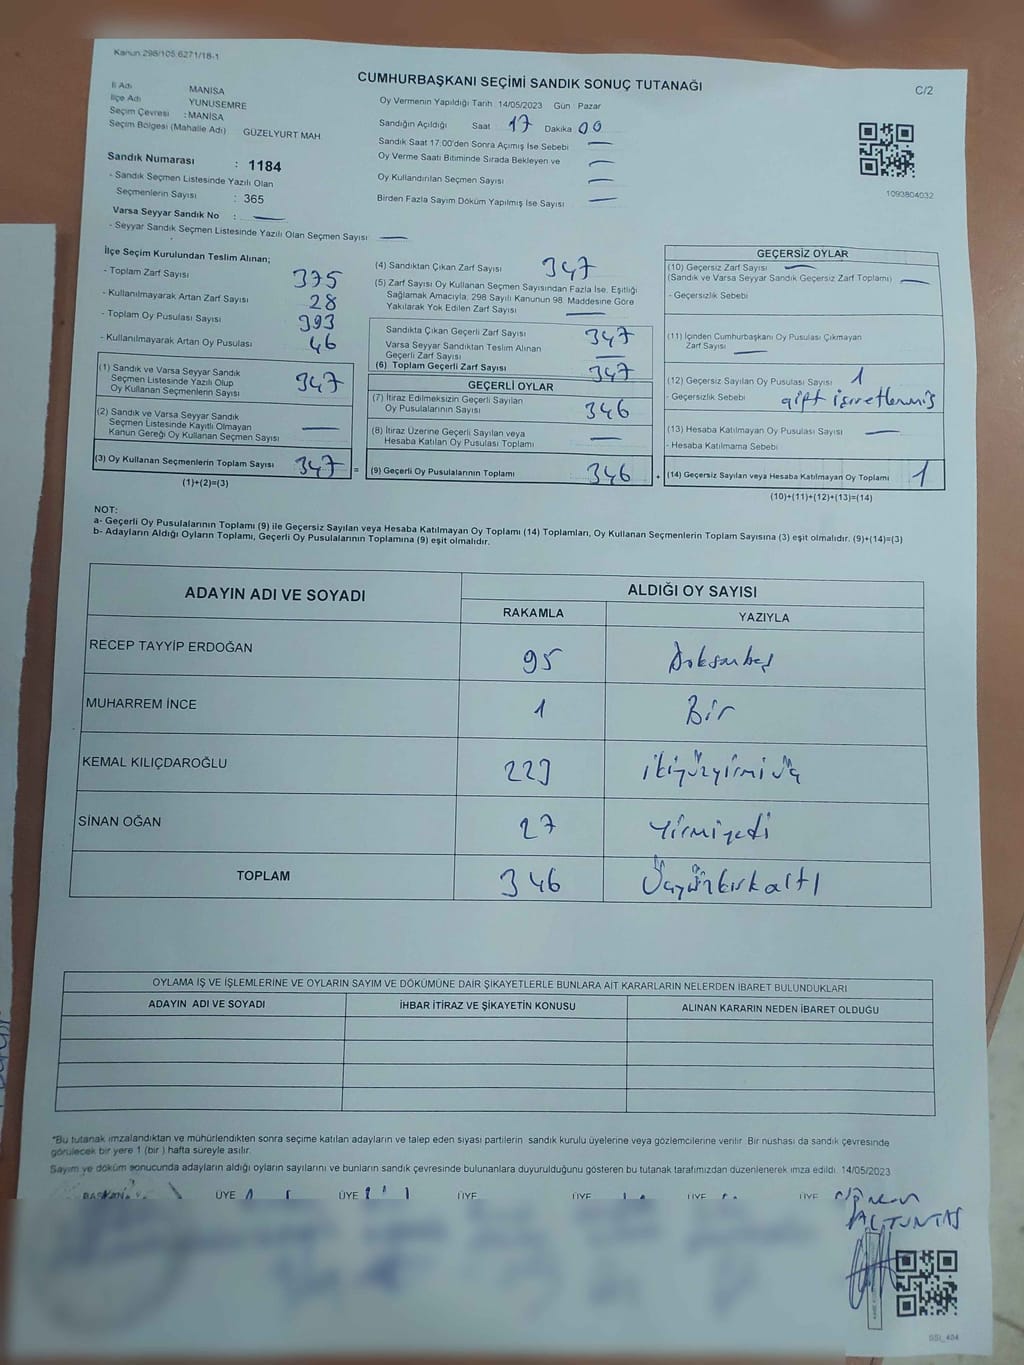 Kanun 298/105.6271/18-1
CUMHURBAŞKANI SEÇİMİ SANDIK SONUÇ TUTANAĞI
C/2
İl Adı MANİSA
İlçe Adı YUNUSEMRE
Seçim Çevresi : MANİSA
Seçim Bölgesi (Mahalle Adı) GÜZELYURT MAH
Sandık Numarası : 1184
- Sandık Seçmen Listesinde Yazılı Olan
Seçmenlerin Sayısı : 365
Varsa Seyyar Sandık No : —
- Seyyar Sandık Seçmen Listesinde Yazılı Olan Seçmen Sayısı —
Oy Vermenin Yapıldığı Tarih 14/05/2023 Gün Pazar
Sandığın Açıldığı Saat 17 Dakika 00
Sandık Saat 17.00'den Sonra Açımış İse Sebebi —
Oy Verme Saati Bitiminde Sırada Bekleyen ve —
Oy Kullandırılan Seçmen Sayısı —
Birden Fazla Sayım Döküm Yapılmış İse Sayısı —
1093804032
İlçe Seçim Kurulundan Teslim Alınan;
- Toplam Zarf Sayısı 375
- Kullanılmayarak Artan Zarf Sayısı 28
- Toplam Oy Pusulası Sayısı 393
- Kullanılmayarak Artan Oy Pusulası 46
(1) Sandık ve Varsa Seyyar Sandık
Seçmen Listesinde Yazılı Olup
Oy Kullanan Seçmenlerin Sayısı 347
(2) Sandık ve Varsa Seyyar Sandık
Seçmen Listesinde Kayıtlı Olmayan
Kanun Gereği Oy Kullanan Seçmen Sayısı —
(3) Oy Kullanan Seçmenlerin Toplam Sayısı 347 =
(1)+(2)=(3)
(4) Sandıktan Çıkan Zarf Sayısı 347
(5) Zarf Sayısı Oy Kullanan Seçmen Sayısından Fazla İse, Eşitliği
Sağlamak Amacıyla, 298 Sayılı Kanunun 98. Maddesine Göre
Yakılarak Yok Edilen Zarf Sayısı —
Sandıkta Çıkan Geçerli Zarf Sayısı 347
Varsa Seyyar Sandıktan Teslim Alınan
Geçerli Zarf Sayısı —
(6) Toplam Geçerli Zarf Sayısı 347
GEÇERLİ OYLAR
(7) İtiraz Edilmeksizin Geçerli Sayılan
Oy Pusulalarının Sayısı 346
(8) İtiraz Üzerine Geçerli Sayılan veya
Hesaba Katılan Oy Pusulası Toplamı —
(9) Geçerli Oy Pusulalarının Toplamı 346 +
GEÇERSİZ OYLAR
(10) Geçersiz Zarf Sayısı —
(Sandık ve Varsa Seyyar Sandık Geçersiz Zarf Toplamı) —
- Geçersizlik Sebebi
(11) İçinden Cumhurbaşkanı Oy Pusulası Çıkmayan
Zarf Sayısı —
(12) Geçersiz Sayılan Oy Pusulası Sayısı 1
- Geçersizlik Sebebi çift işaretlenmiş
(13) Hesaba Katılmayan Oy Pusulası Sayısı —
- Hesaba Katılmama Sebebi
(14) Geçersiz Sayılan veya Hesaba Katılmayan Oy Toplamı 1
(10)+(11)+(12)+(13)=(14)
NOT:
a- Geçerli Oy Pusulalarının Toplamı (9) ile Geçersiz Sayılan veya Hesaba Katılmayan Oy Toplamı (14) Toplamları, Oy Kullanan Seçmenlerin Toplam Sayısına (3) eşit olmalıdır. (9)+(14)=(3)
b- Adayların Aldığı Oyların Toplamı, Geçerli Oy Pusulalarının Toplamına (9) eşit olmalıdır.
ADAYIN ADI VE SOYADI
ALDIĞI OY SAYISI
RAKAMLA YAZIYLA
RECEP TAYYİP ERDOĞAN 95 Doksanbeş
MUHARREM İNCE 1 Bir
KEMAL KILIÇDAROĞLU 223 ikiyüzyirmiüç
SİNAN OĞAN 27 Yirmiyedi
TOPLAM 346 Üçyüzkırkaltı
OYLAMA İŞ VE İŞLEMLERİNE VE OYLARIN SAYIM VE DÖKÜMÜNE DAİR ŞİKAYETLERLE BUNLARA AİT KARARLARIN NELERDEN İBARET BULUNDUKLARI
ADAYIN ADI VE SOYADI İHBAR İTİRAZ VE ŞİKAYETİN KONUSU ALINAN KARARIN NEDEN İBARET OLDUĞU
*Bu tutanak imzalandıktan ve mühürlendikten sonra seçime katılan adayların ve talep eden siyasi partilerin sandık kurulu üyelerine veya gözlemcilerine verilir. Bir nushası da sandık çevresinde
görülecek bir yere 1 (bir ) hafta süreyle asılır.
Sayım ve döküm sonucunda adayların aldığı oyların sayılarını ve bunların sandık çevresinde bulunanlara duyurulduğunu gösteren bu tutanak tarafımızdan düzenlenerek imza edildi. 14/05/2023
BAŞKAN ÜYE ÜYE ÜYE ÜYE ÜYE ÜYE
ALTUNTAŞ